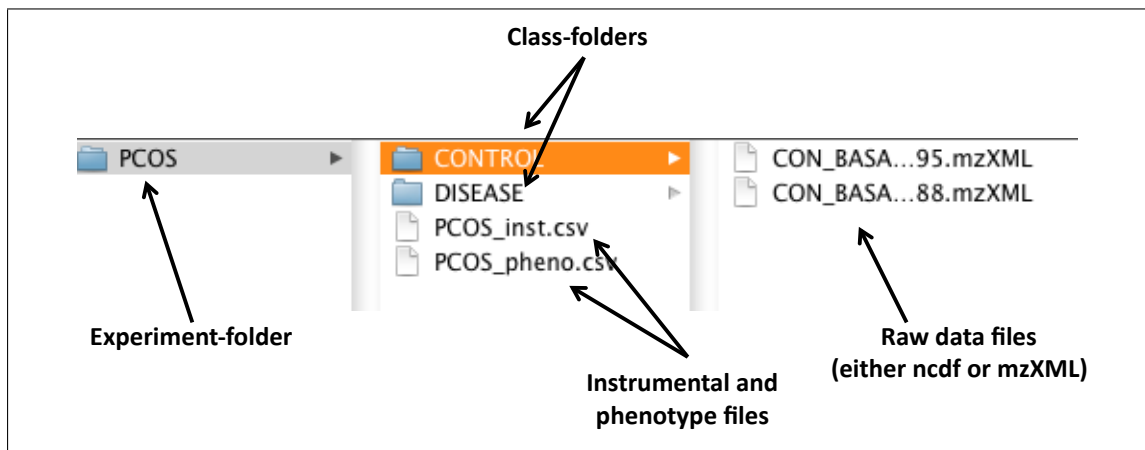 Class-folders
PCOS
CONTROL
CON_BASA...95.mzXML
DISEASE
CON_BASA...88.mzXML
PCOS_inst.csv
PCOS_pheno.csv
Experiment-folder
Raw data files
(either ncdf or mzXML)
Instrumental and
phenotype files